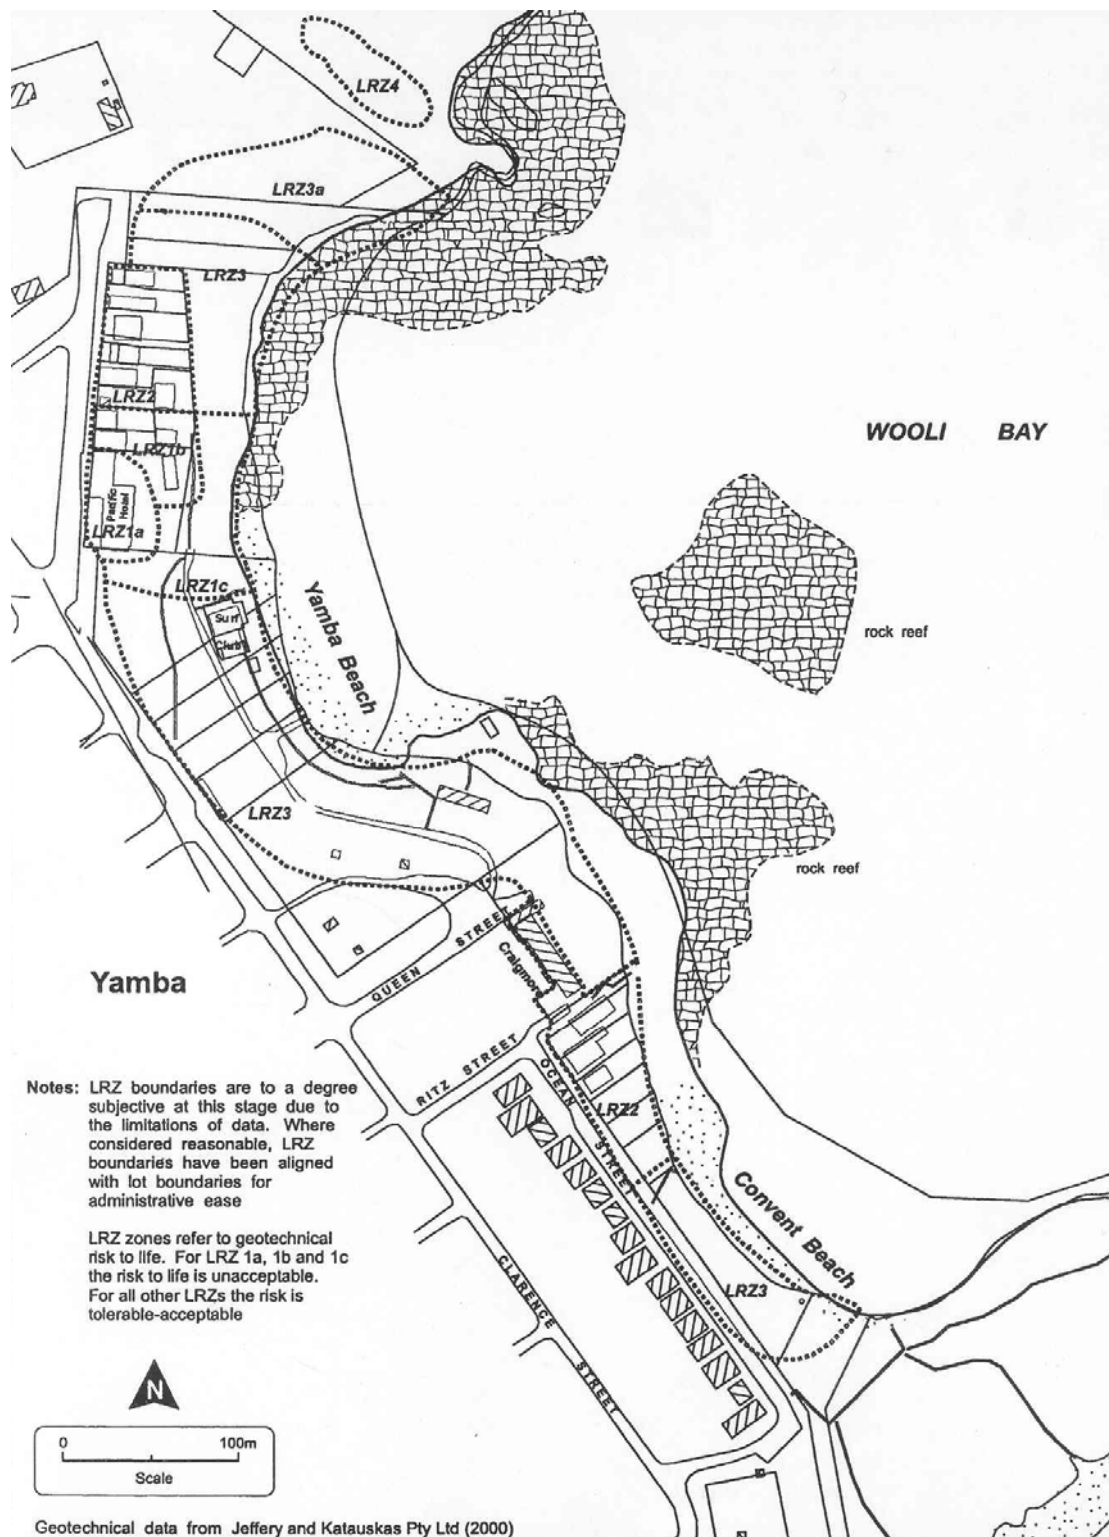 LRZ4
LRZ3a
LRZ3
LRZ2
LRZ1b
Pacific
Hotel
LRZ1a
LRZ1c
Surf
Club
Yamba Beach
WOOLI BAY
rock reef
rock reef
LRZ3
Yamba
QUEEN STREET
Craigmore
RITZ STREET
OCEAN STREET
LRZ2
Convent Beach
LRZ3
CLARENCE STREET
Notes: LRZ boundaries are to a degree
subjective at this stage due to
the limitations of data. Where
considered reasonable, LRZ
boundaries have been aligned
with lot boundaries for
administrative ease
LRZ zones refer to geotechnical
risk to life. For LRZ 1a, 1b and 1c
the risk to life is unacceptable.
For all other LRZs the risk is
tolerable-acceptable
N
0 100m
Scale
Geotechnical data from Jeffery and Katauskas Pty Ltd (2000)